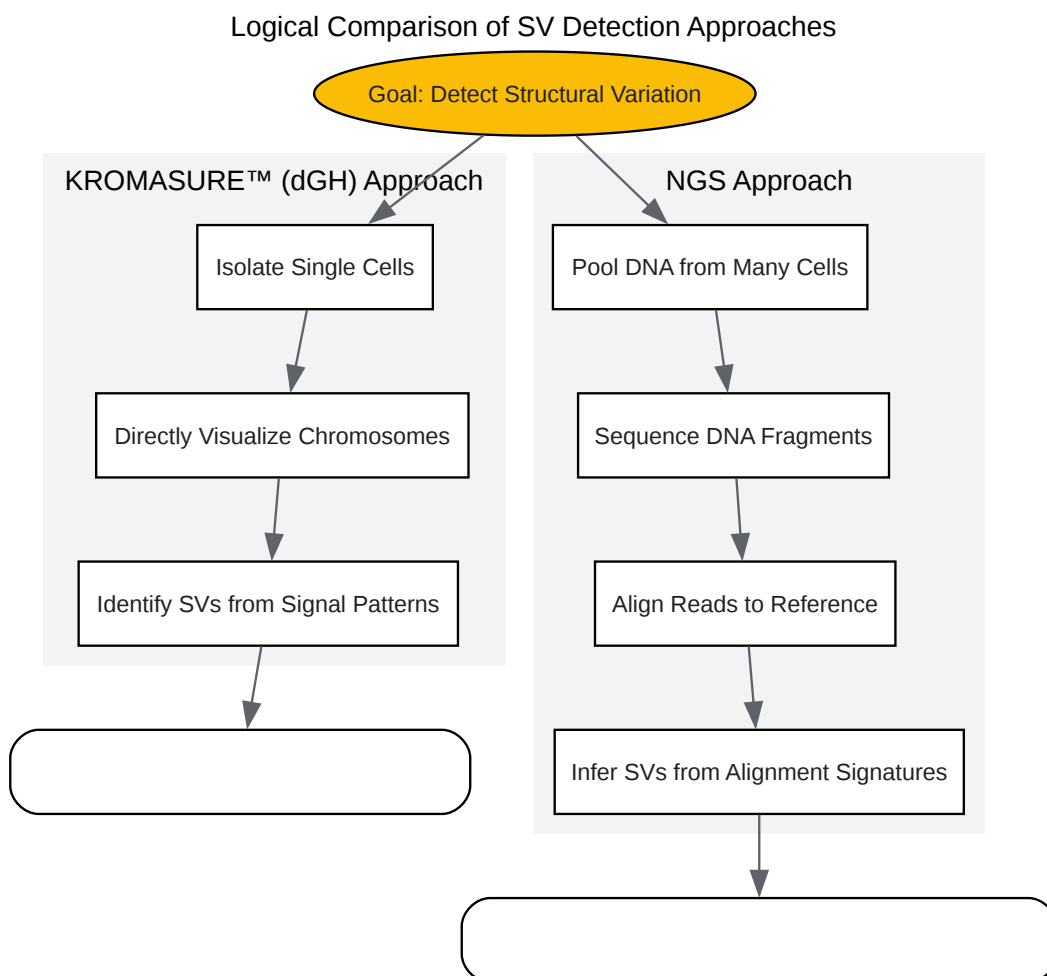 Logical Comparison of SV Detection Approaches
Goal: Detect Structural Variation
KROMASURE™ (dGH) Approach
Isolate Single Cells
Directly Visualize Chromosomes
Identify SVs from Signal Patterns
NGS Approach
Pool DNA from Many Cells
Sequence DNA Fragments
Align Reads to Reference
Infer SVs from Alignment Signatures